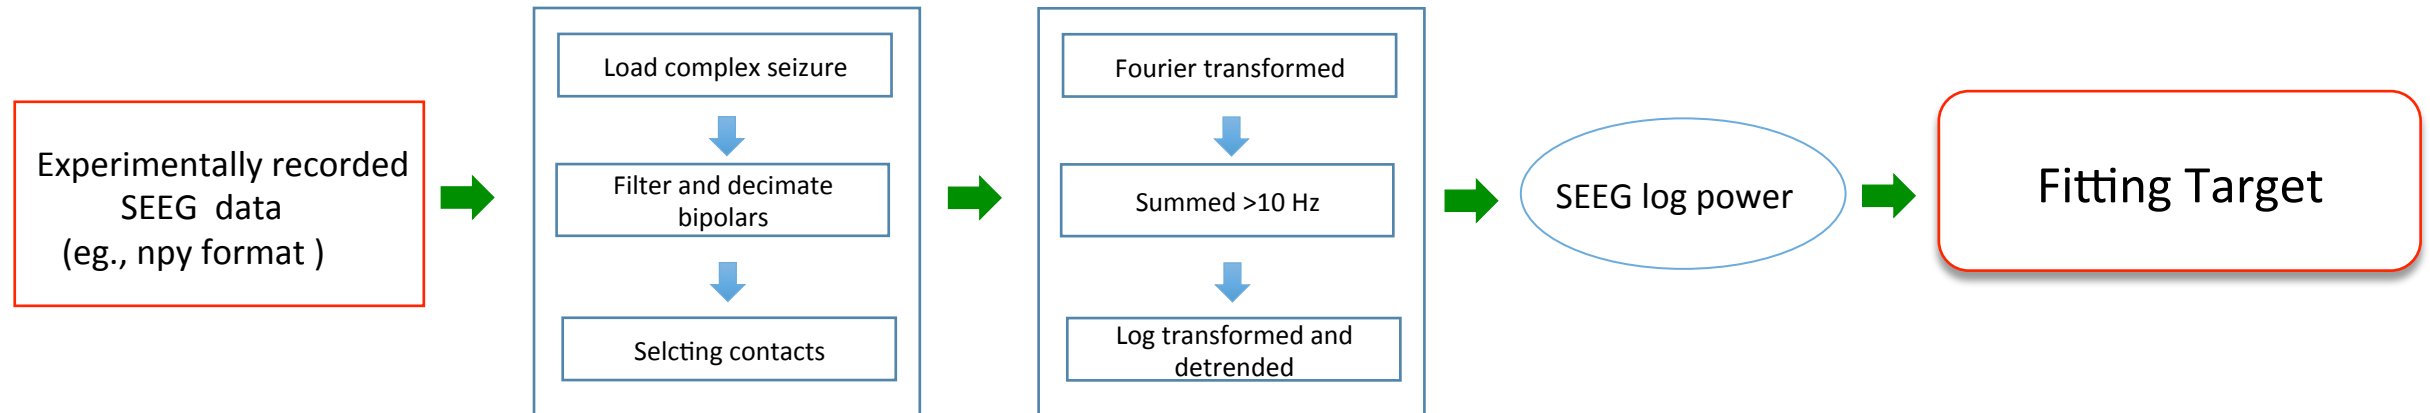 Experimentally recorded
SEEG data
(eg., npy format )
Load complex seizure
Filter and decimate
bipolars
Selcting contacts
Fourier transformed
Summed >10 Hz
Log transformed and
detrended
SEEG log power
Fitting Target